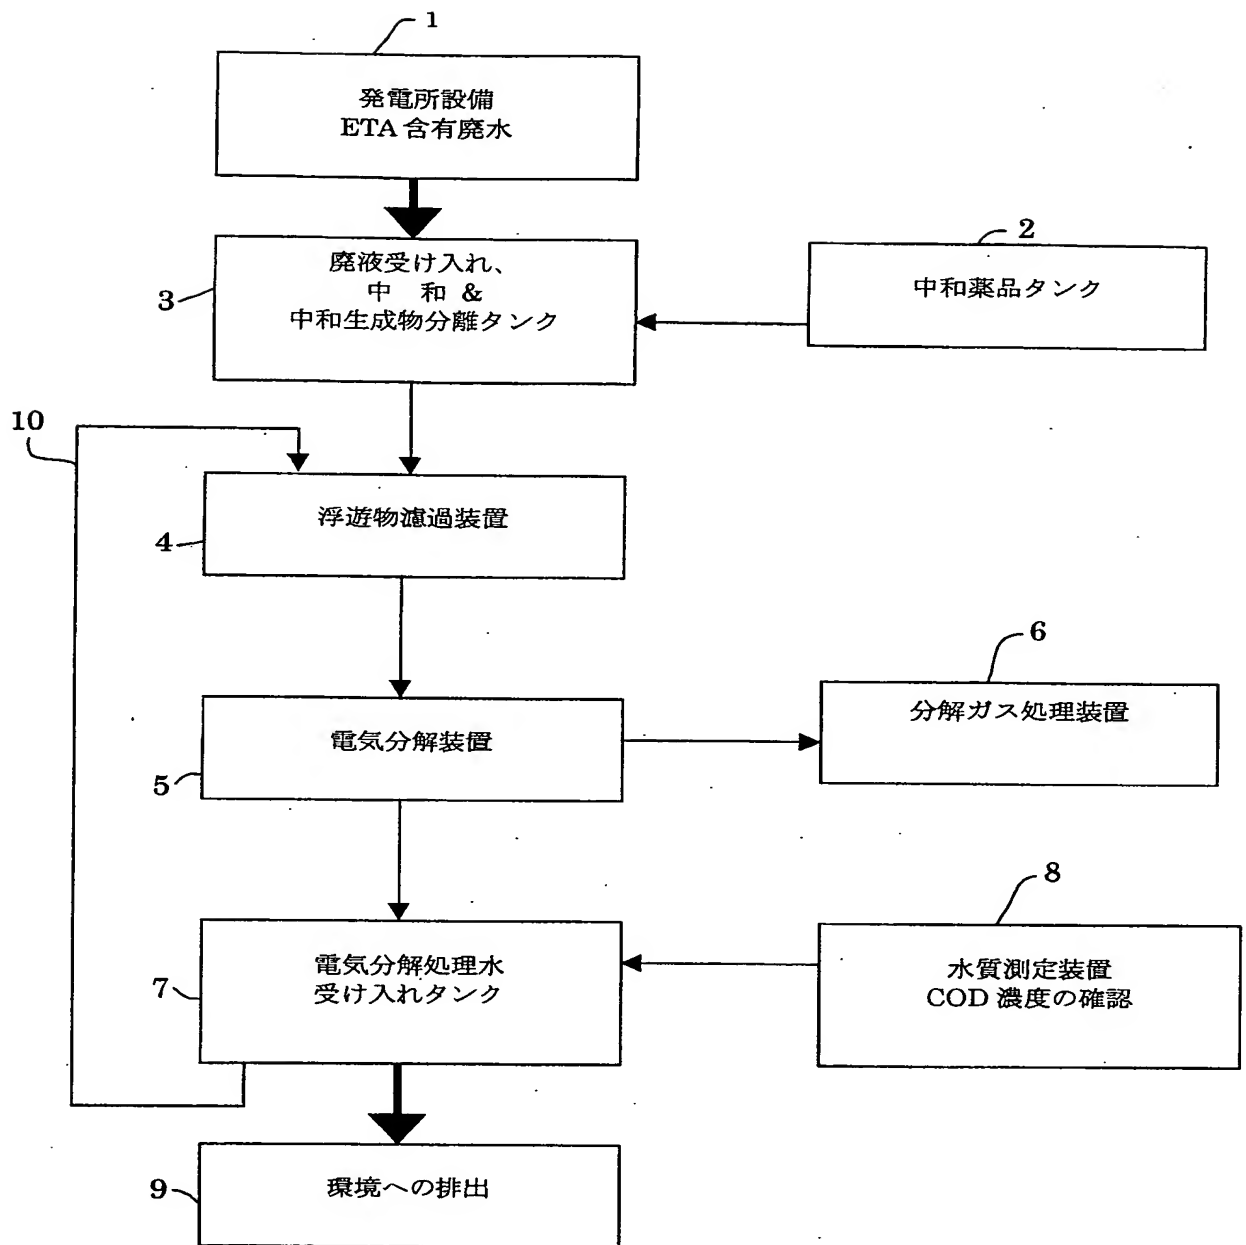 1
発電所設備
ETA含有廃水
2
中和薬品タンク
3
廃液受け入れ、
中 和 &
中和生成物分離タンク
10
4
浮遊物濾過装置
6
分解ガス処理装置
5
電気分解装置
8
水質測定装置
COD 濃度の確認
7
電気分解処理水
受け入れタンク
9
環境への排出